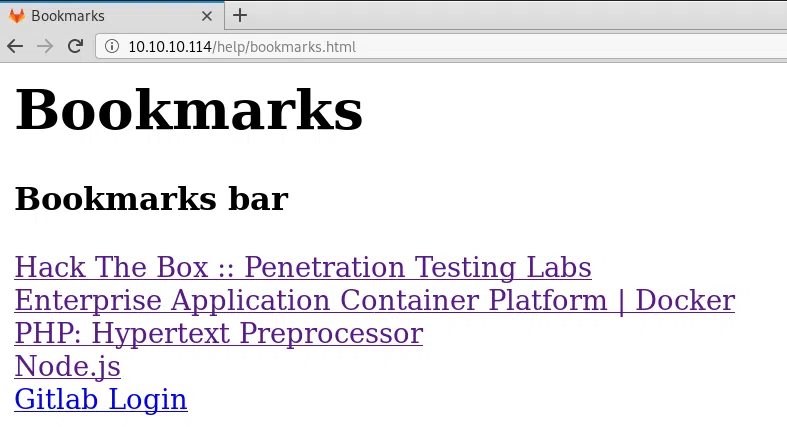 Bookmarks
10.10.10.114/help/bookmarks.html
Bookmarks
Bookmarks bar
Hack The Box :: Penetration Testing Labs
Enterprise Application Container Platform | Docker
PHP: Hypertext Preprocessor
Node.js
Gitlab Login